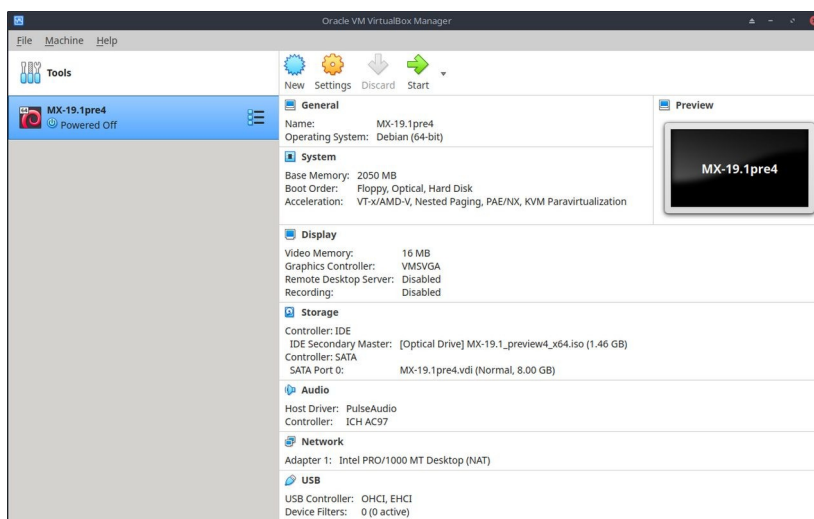 Oracle VM VirtualBox Manager
File Machine Help
Tools
New Settings Discard Start
64
MX-19.1pre4
Powered Off
General
Name: MX-19.1pre4
Operating System: Debian (64-bit)
System
Base Memory: 2050 MB
Boot Order: Floppy, Optical, Hard Disk
Acceleration: VT-x/AMD-V, Nested Paging, PAE/NX, KVM Paravirtualization
Preview
MX-19.1pre4
Display
Video Memory: 16 MB
Graphics Controller: VMSVGA
Remote Desktop Server: Disabled
Recording: Disabled
Storage
Controller: IDE
IDE Secondary Master: [Optical Drive] MX-19.1_preview4_x64.iso (1.46 GB)
Controller: SATA
SATA Port 0: MX-19.1pre4.vdi (Normal, 8.00 GB)
Audio
Host Driver: PulseAudio
Controller: ICH AC97
Network
Adapter 1: Intel PRO/1000 MT Desktop (NAT)
USB
USB Controller: OHCI, EHCI
Device Filters: 0 (0 active)